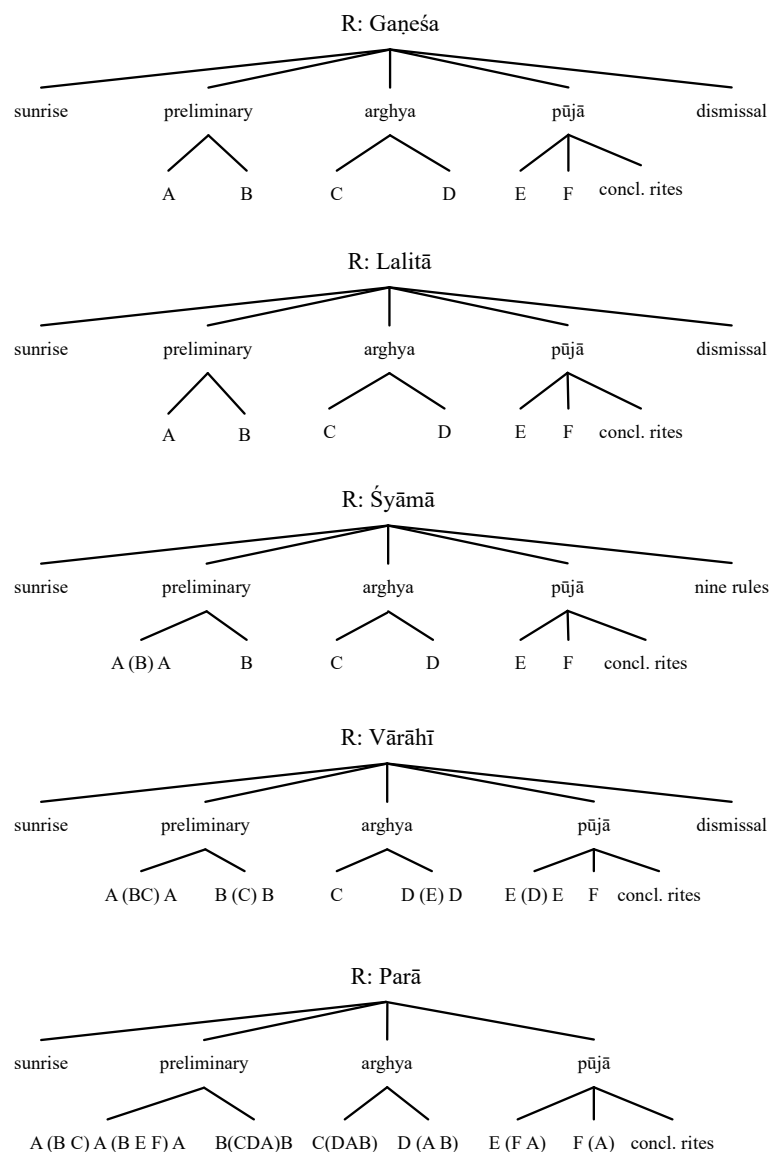 R: Gaṇeśa
sunrise preliminary arghya pūjā dismissal
A B C D E F concl. rites
R: Lalitā
sunrise preliminary arghya pūjā dismissal
A B C D E F concl. rites
R: Śyāmā
sunrise preliminary arghya pūjā nine rules
A (B) A B C D E F concl. rites
R: Vārāhī
sunrise preliminary arghya pūjā dismissal
A (BC) A B (C) B C D (E) D E (D) E F concl. rites
R: Parā
sunrise preliminary arghya pūjā
A (B C) A (B E F) A B(CDA)B C(DAB) D (A B) E (F A) F (A) concl. rites